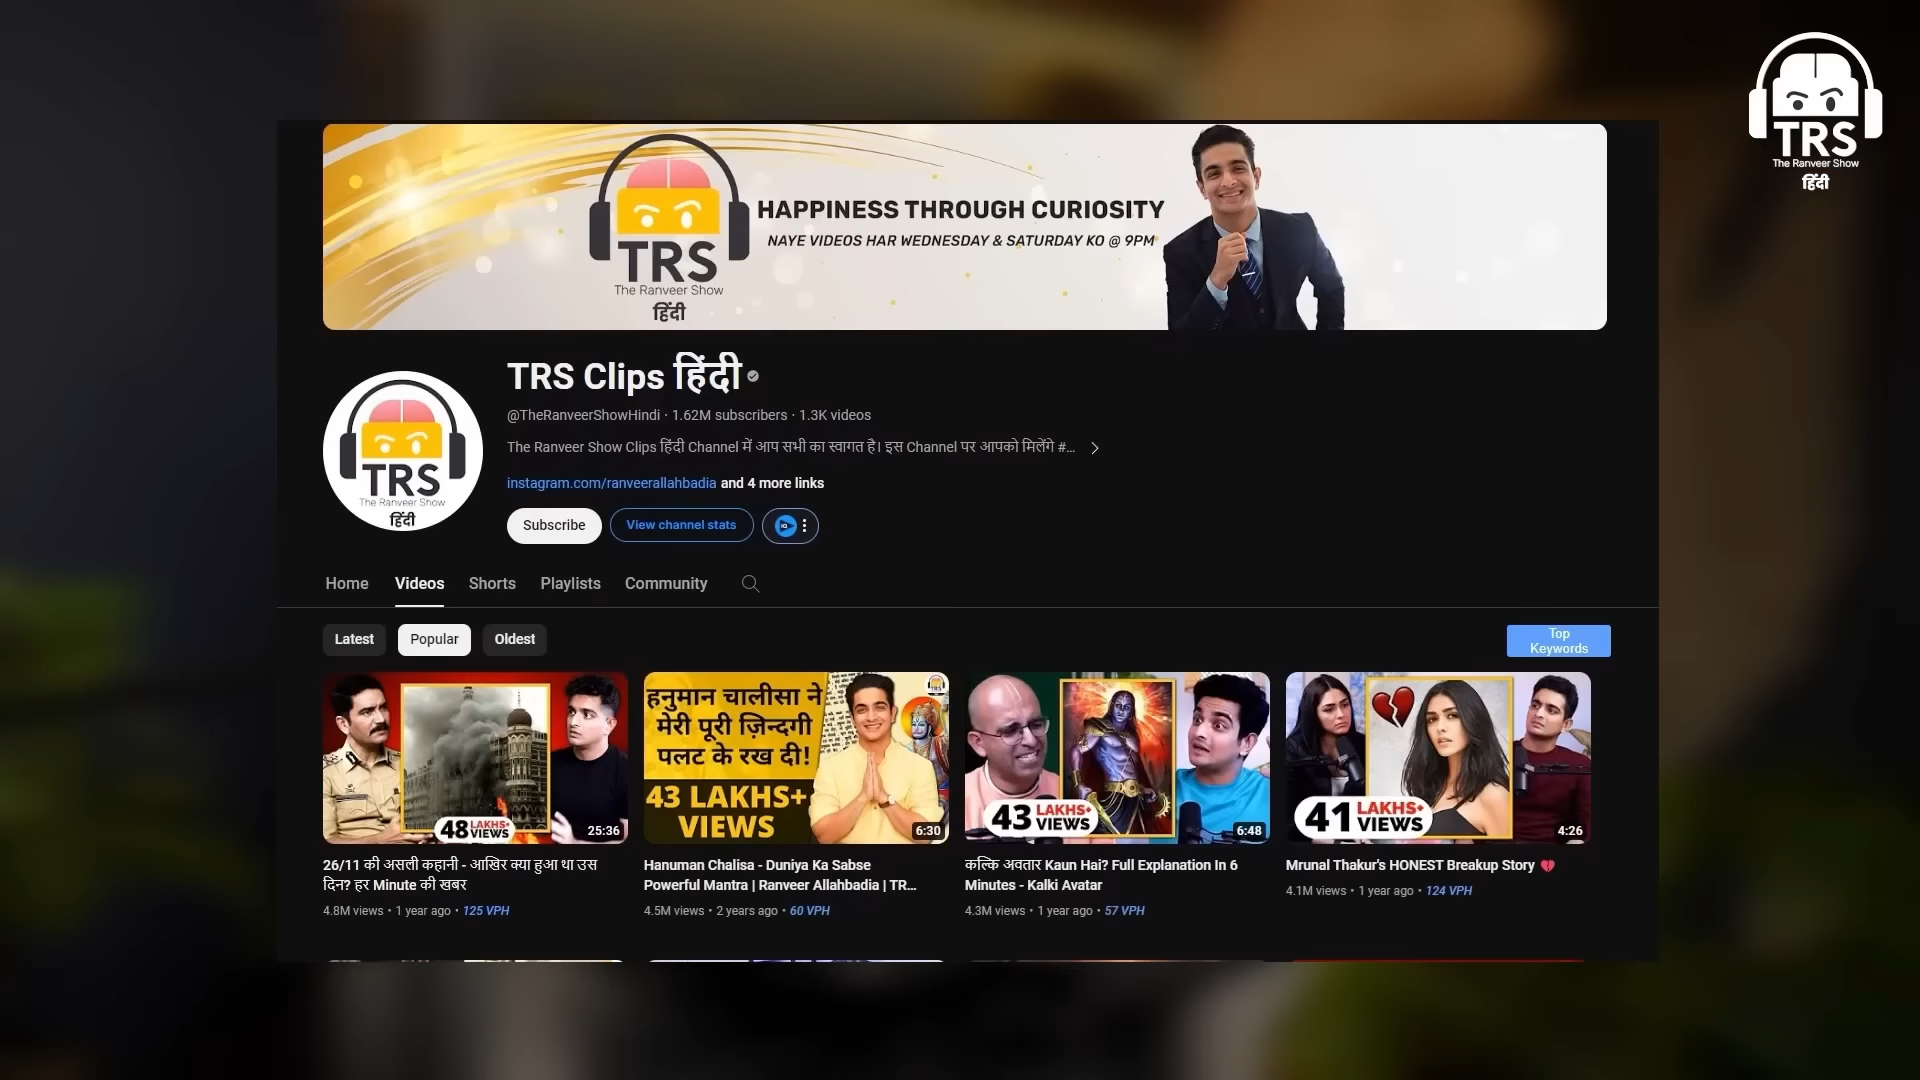 TRS
The Ranveer Show
हिंदी
TRS
The Ranveer Show
हिंदी
HAPPINESS THROUGH CURIOSITY
NAYE VIDEOS HAR WEDNESDAY & SATURDAY KO @ 9PM
TRS
The Ranveer Show
हिंदी
TRS Clips हिंदी
@TheRanveerShowHindi · 1.62M subscribers · 1.3K videos
The Ranveer Show Clips हिंदी Channel में आप सभी का स्वागत है। इस Channel पर आपको मिलेंगे #...
instagram.com/ranveerallahbadia and 4 more links
Subscribe View channel stats
Home Videos Shorts Playlists Community
Latest Popular Oldest
Top
Keywords
48 LAKHS+
VIEWS
25:36
हनुमान चालीसा ने
मेरी पूरी ज़िन्दगी
पलट के रख दी!
43 LAKHS+
VIEWS
6:30
43 LAKHS+
VIEWS
6:48
41 LAKHS+
VIEWS
4:26
26/11 की असली कहानी - आखिर क्या हुआ था उस
दिन? हर Minute की खबर
4.8M views • 1 year ago • 125 VPH
Hanuman Chalisa - Duniya Ka Sabse
Powerful Mantra | Ranveer Allahbadia | TR...
4.5M views • 2 years ago • 60 VPH
कल्कि अवतार Kaun Hai? Full Explanation In 6
Minutes - Kalki Avatar
4.3M views • 1 year ago • 57 VPH
Mrunal Thakur's HONEST Breakup Story 💔
4.1M views • 1 year ago • 124 VPH